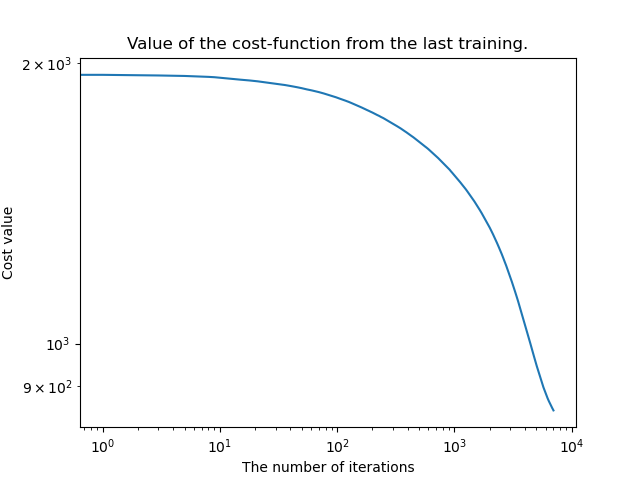 Value of the cost-function from the last training.
2 × 10³
10³
9 × 10²
Cost value
10⁰ 10¹ 10² 10³ 10⁴
The number of iterations